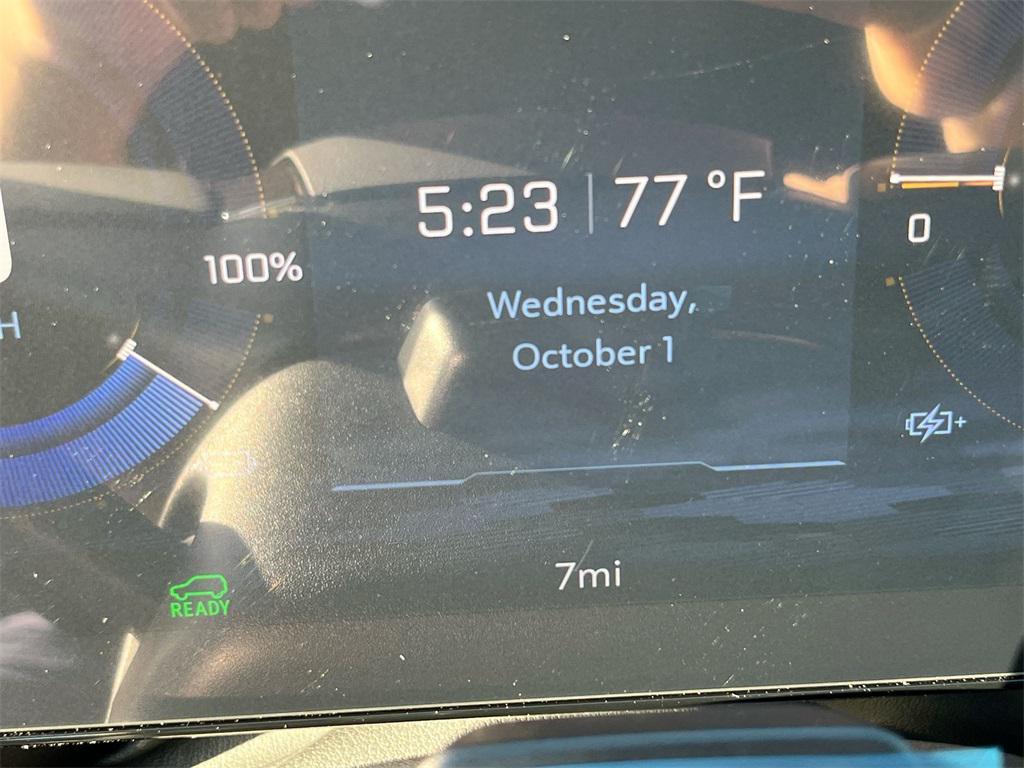 5:23 | 77 °F
100%
0
H
Wednesday,
October 1
+
7mi
READY